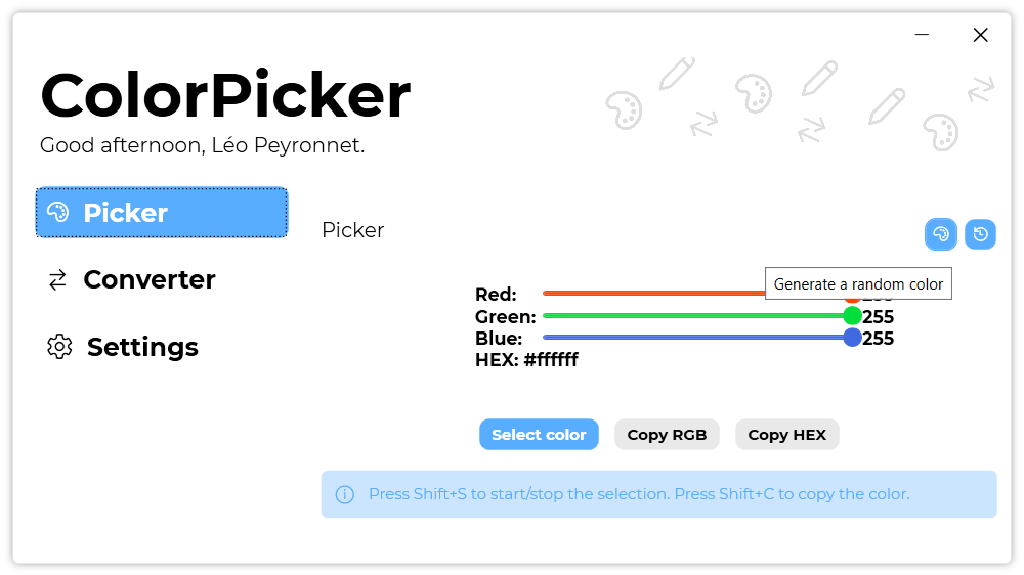 ColorPicker
Good afternoon, Léo Peyronnet.
Picker
Picker
Converter
Settings
Generate a random color
Red:
Green: 255
Blue: 255
HEX: #ffffff
Select color Copy RGB Copy HEX
Press Shift+S to start/stop the selection. Press Shift+C to copy the color.